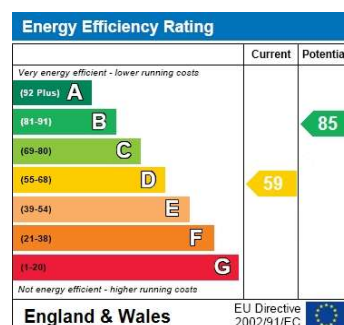 Energy Efficiency Rating
Current Potentia
Very energy efficient - lower running costs
(92 Plus) A
(81-91) B
85
(69-80) C
(55-68) D
59
(39-54) E
(21-38) F
(1-20) G
Not energy efficient - higher running costs
England & Wales
EU Directive
2002/91/EC